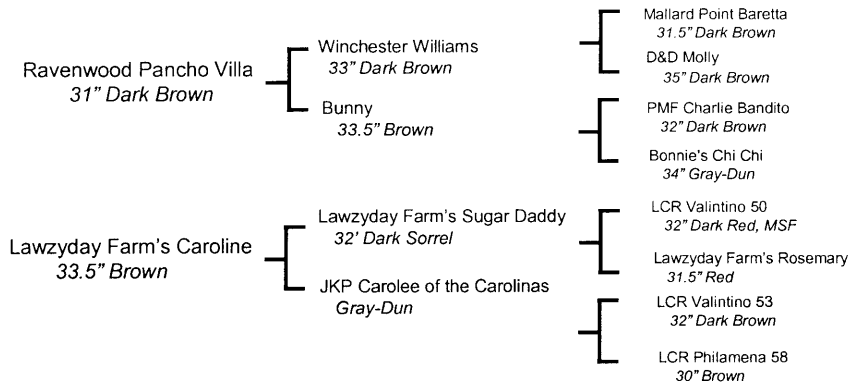 Ravenwood Pancho Villa
31” Dark Brown
Winchester Williams
33” Dark Brown
Bunny
33.5” Brown
Mallard Point Baretta
31.5” Dark Brown
D&D Molly
35” Dark Brown
PMF Charlie Bandito
32” Dark Brown
Bonnie's Chi Chi
34” Gray-Dun
Lawzyday Farm’s Caroline
33.5” Brown
Lawzyday Farm’s Sugar Daddy
32’ Dark Sorrel
JKP Carolee of the Carolinas
Gray-Dun
LCR Valintino 50
32” Dark Red, MSF
Lawzyday Farm’s Rosemary
31.5” Red
LCR Valintino 53
32” Dark Brown
LCR Philamena 58
30” Brown